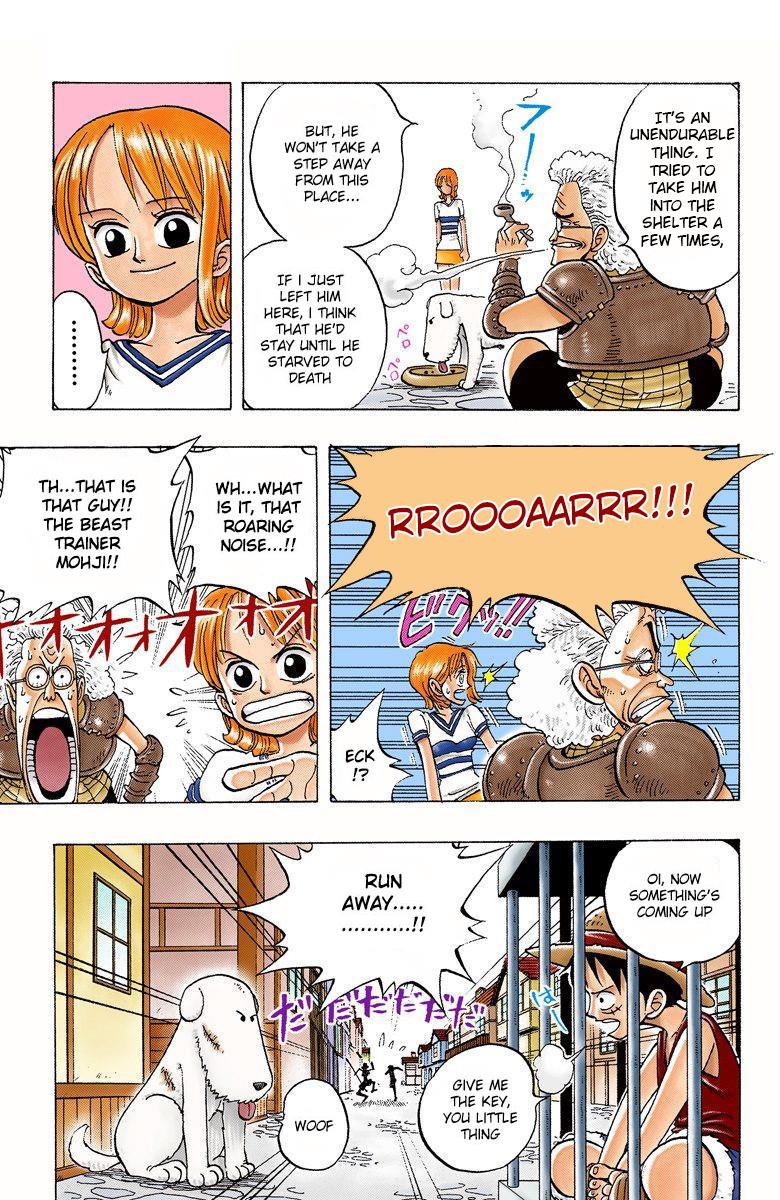 IT'S AN
UNENDURABLE
THING. I
TRIED TO
TAKE HIM
INTO THE
SHELTER A
FEW TIMES,
BUT, HE
WON'T TAKE A
STEP AWAY
FROM THIS
PLACE...
フーッ
IF I JUST
LEFT HIM
HERE, I THINK
THAT HE'D
STAY UNTIL HE
STARVED TO
DEATH
.........
RROOOAARRR!!!
ビクッ!!
ECK
!?
WH...WHAT
IS IT, THAT
ROARING
NOISE...!!
TH...THAT IS
THAT GUY!!
THE BEAST
TRAINER
MOHJI!!
オオオオオオ
OI, NOW
SOMETHING'S
COMING UP
RUN
AWAY.....
............!!
はー
だだだだだだ
GIVE ME
THE KEY,
YOU LITTLE
THING
WOOF